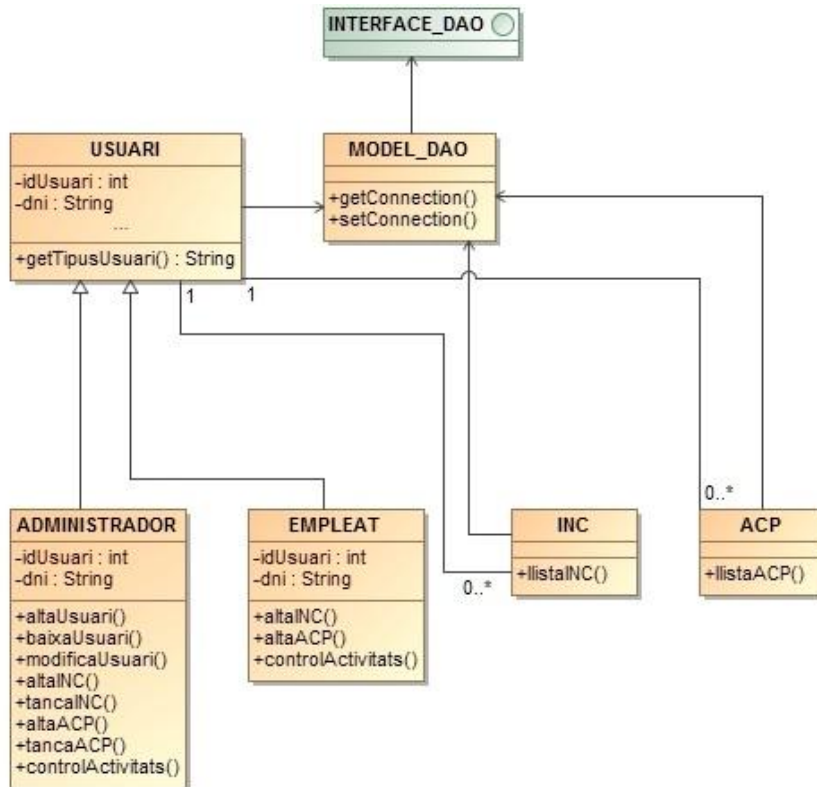 INTERFACE_DAO
USUARI
-idUsuari : int
-dni : String
...
+getTipusUsuari() : String
MODEL_DAO
+getConnection()
+setConnection()
1
1
0..*
0..*
ADMINISTRADOR
-idUsuari : int
-dni : String
+altaUsuari()
+baixaUsuari()
+modificaUsuari()
+altaINC()
+tancaINC()
+altaACP()
+tancaACP()
+controlActivitats()
EMPLEAT
-idUsuari : int
-dni : String
+altaINC()
+altaACP()
+controlActivitats()
INC
+llistaINC()
ACP
+llistaACP()